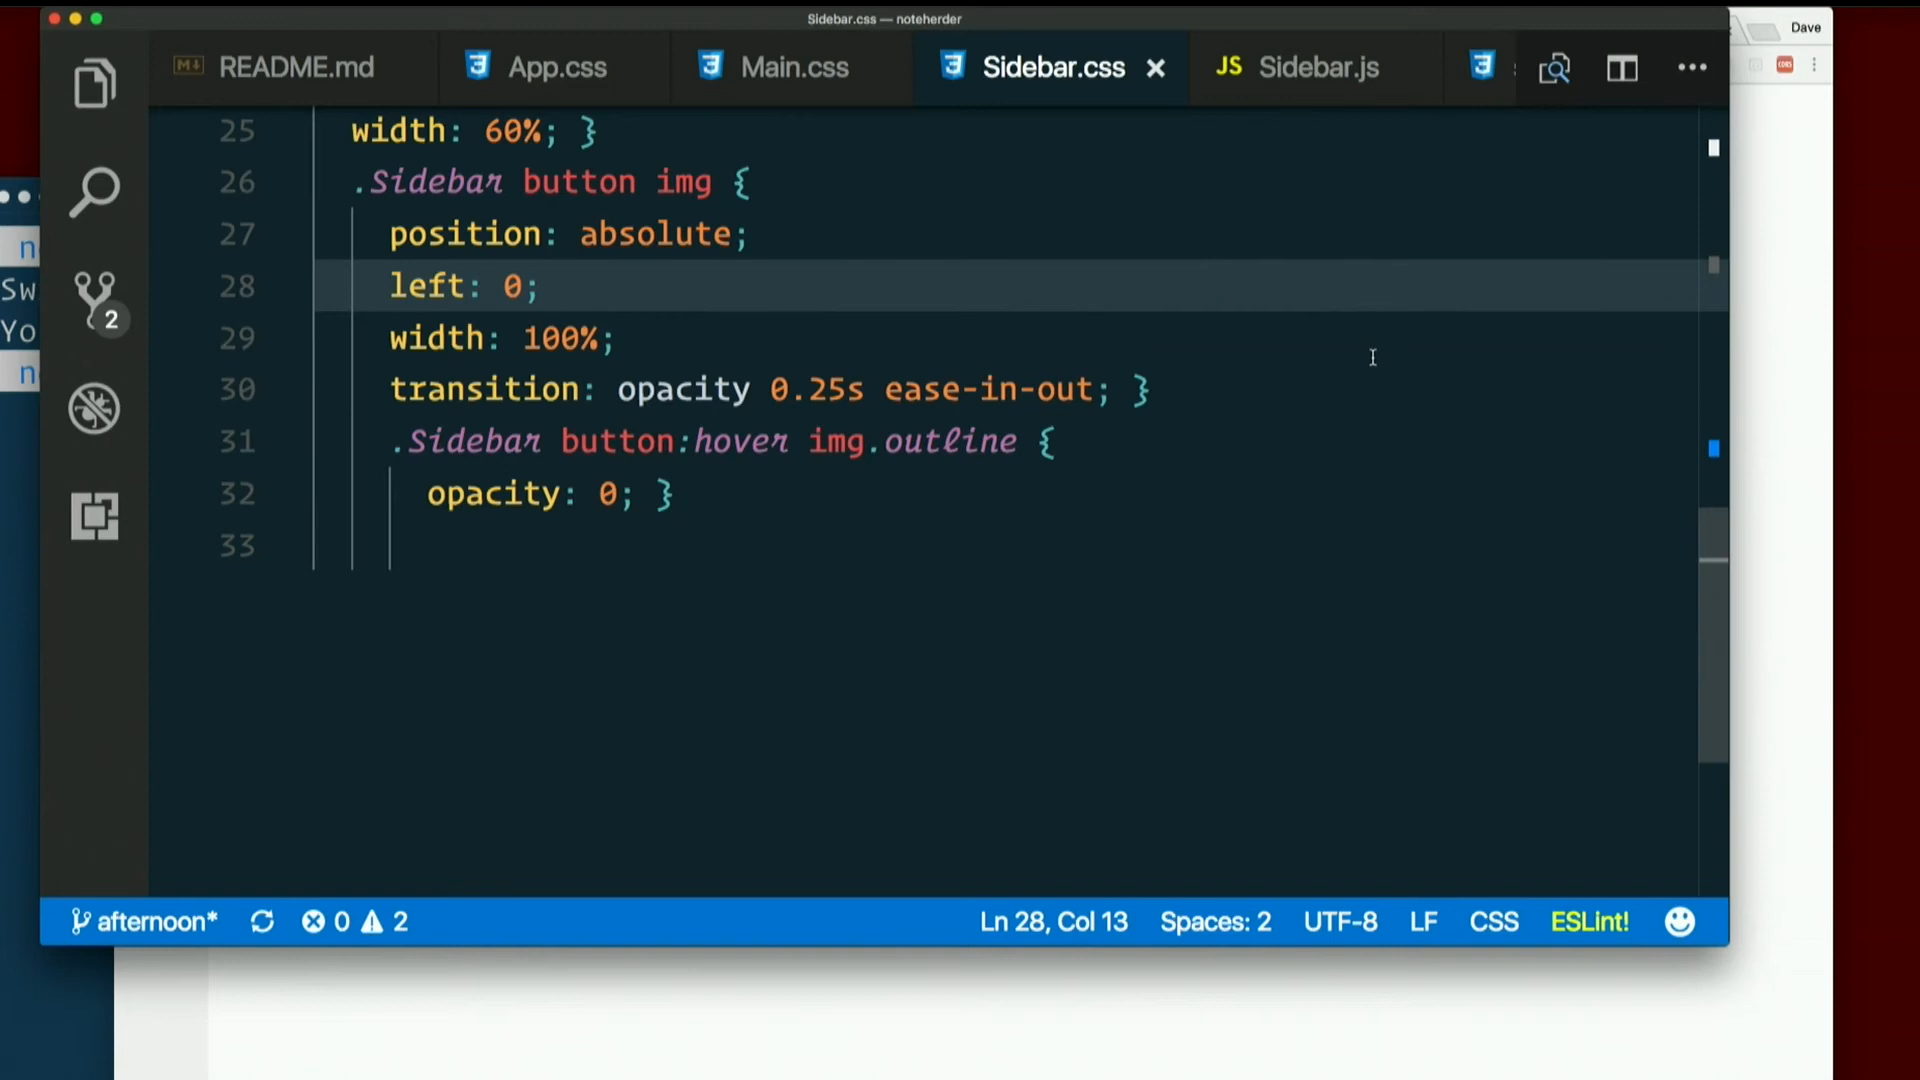 Sidebar.css — noteherder
Dave
README.md
App.css
Main.css
Sidebar.css
JS Sidebar.js
25 width: 60%; }
26 .Sidebar button img {
27 position: absolute;
28 left: 0;
29 width: 100%;
30 transition: opacity 0.25s ease-in-out; }
31 .Sidebar button:hover img.outline {
32 opacity: 0; }
33
2
Sw
Yo
afternoon* 0 2 Ln 28, Col 13 Spaces: 2 UTF-8 LF CSS ESLint!